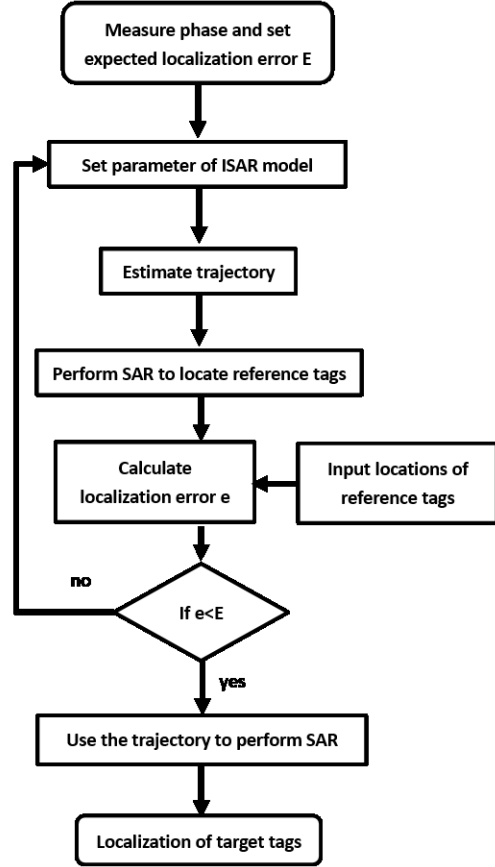 Measure phase and set
expected localization error E
Set parameter of ISAR model
Estimate trajectory
Perform SAR to locate reference tags
Calculate
localization error e
Input locations of
reference tags
no
If e<E
yes
Use the trajectory to perform SAR
Localization of target tags